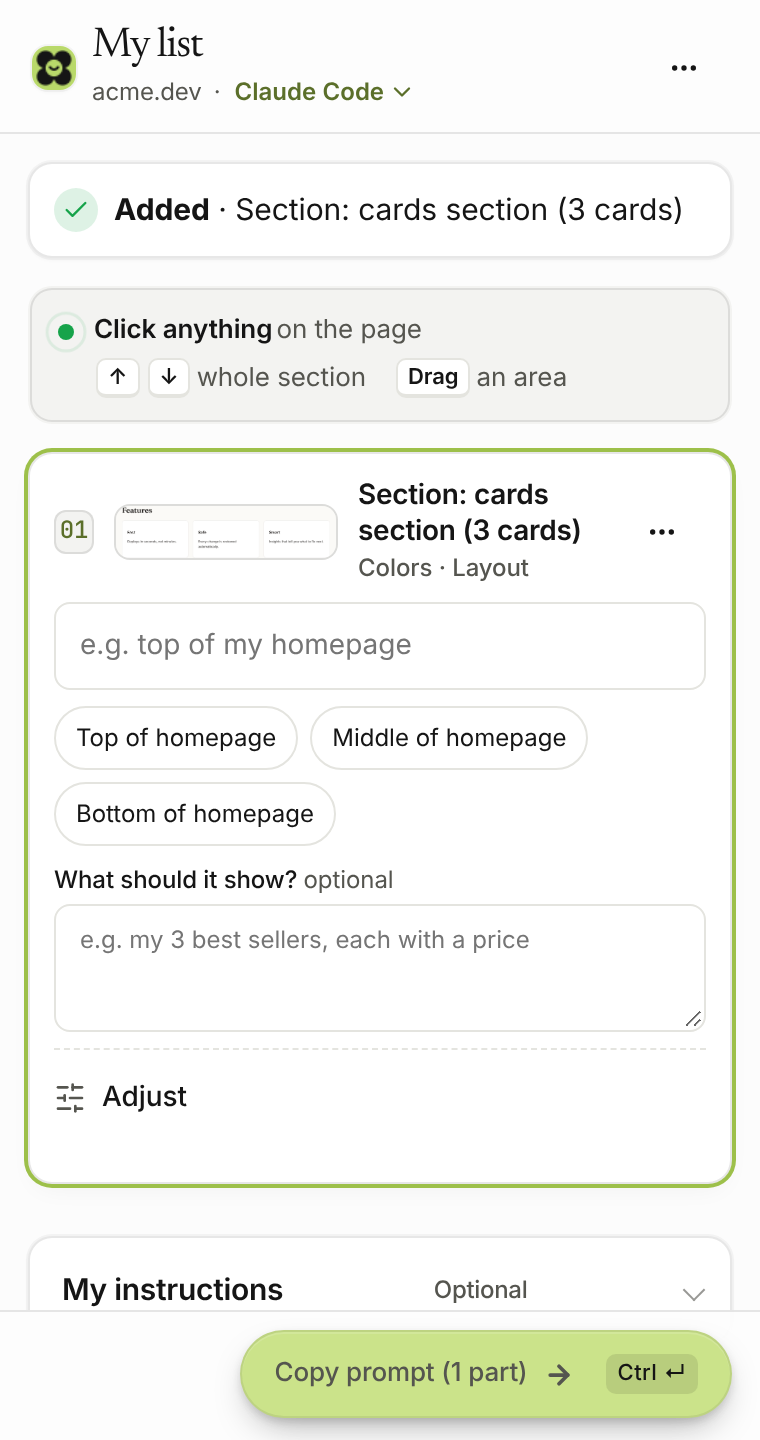 My list
acme.dev · Claude Code
Added · Section: cards section (3 cards)
Click anything on the page
↑ ↓ whole section Drag an area
01
Features
Section: cards
section (3 cards)
Colors · Layout
e.g. top of my homepage
Top of homepage
Middle of homepage
Bottom of homepage
What should it show? optional
e.g. my 3 best sellers, each with a price
Adjust
My instructions
Optional
Copy prompt (1 part) → Ctrl ↵